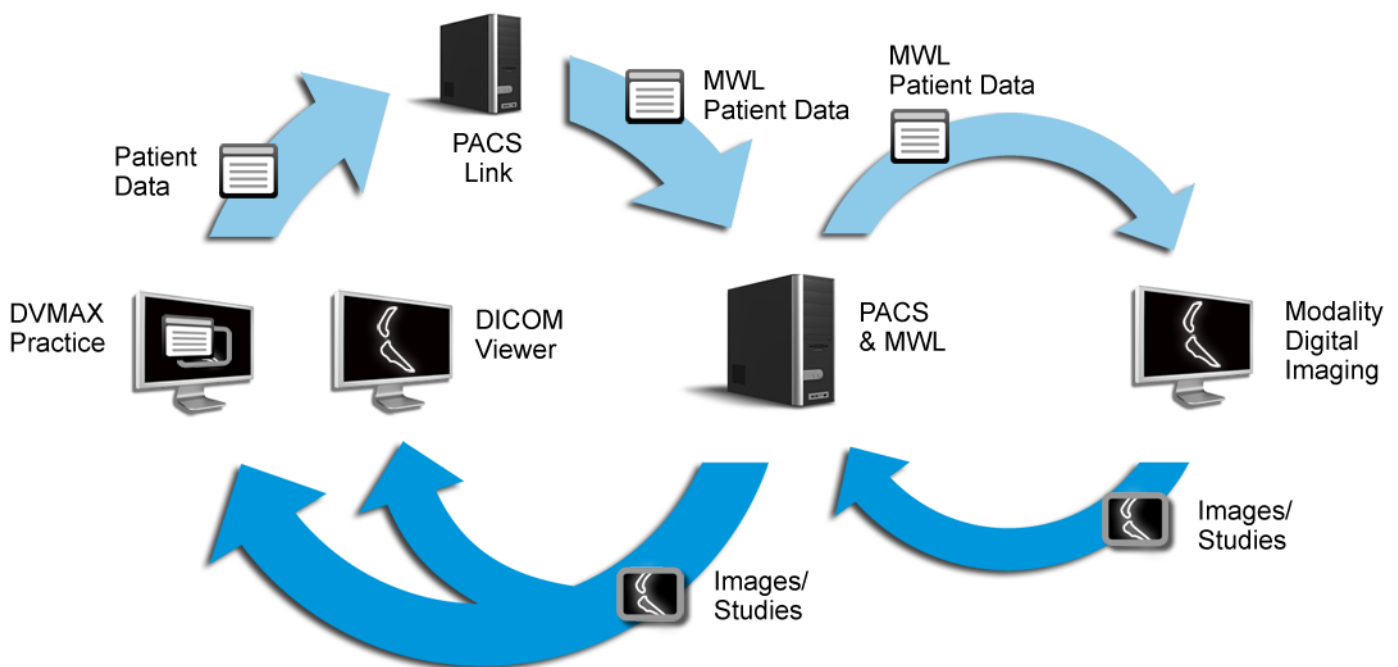 MWL
Patient Data
MWL
Patient Data
Patient
Data
PACS
Link
DVMAX
Practice
DICOM
Viewer
PACS
& MWL
Modality
Digital
Imaging
Images/
Studies
Images/
Studies